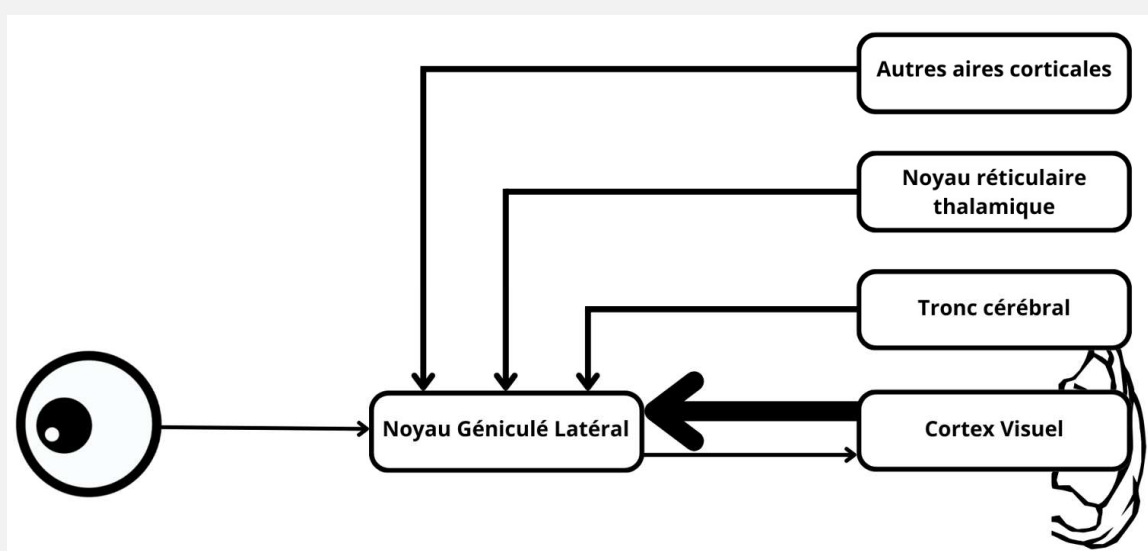 Autres aires corticales
Noyau réticulaire
thalamique
Tronc cérébral
Noyau Géniculé Latéral
Cortex Visuel